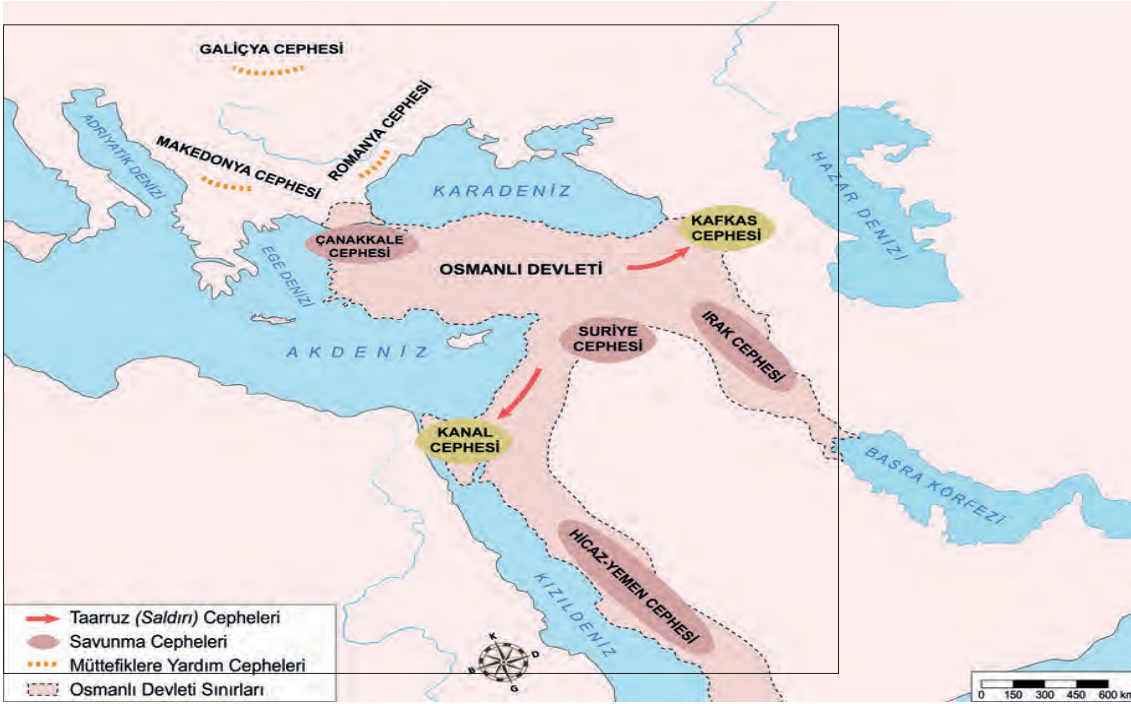 GALİÇYA CEPHESİ
ADRİYATİK DENİZİ
MAKEDONYA CEPHESİ
ROMANYA CEPHESİ
KARADENİZ
HAZAR DENİZİ
KAFKAS
CEPHESİ
ÇANAKKALE
CEPHESİ
EGE DENİZİ
OSMANLI DEVLETİ
SURİYE
CEPHESİ
IRAK CEPHESİ
AKDENİZ
KANAL
CEPHESİ
BASRA KÖRFEZİ
HİCAZ-YEMEN CEPHESİ
KIZILDENİZ
Taarruz (Saldırı) Cepheleri
Savunma Cepheleri
Müttefiklere Yardım Cepheleri
Osmanlı Devleti Sınırları
K
D
B
G
0 150 300 450 600 km